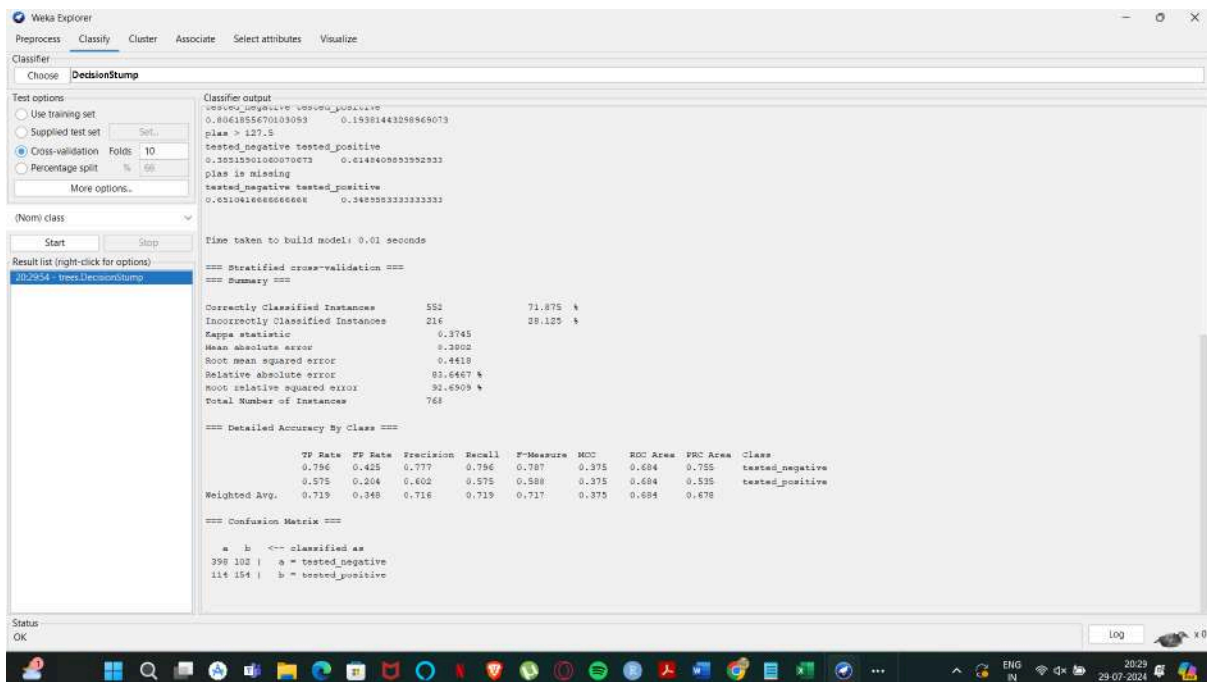 Weka Explorer
Preprocess Classify Cluster Associate Select attributes Visualize
Classifier
Choose DecisionStump
Test options
Use training set
Supplied test set Set...
Cross-validation Folds 10
Percentage split % 66
More options...
(Nom) class
Start Stop
Result list (right-click for options)
20:29:54 - trees.DecisionStump
Classifier output
tested_negative tested_positive
0.8061855670103093 0.19381443298969073
plas > 127.5
tested_negative tested_positive
plas is missing
tested_negative tested_positive
Time taken to build model: 0.01 seconds
=== Stratified cross-validation ===
=== Summary ===
Correctly Classified Instances 552 71.875 %
Incorrectly Classified Instances 216 28.125 %
Kappa statistic 0.3745
Mean absolute error 0.3802
Root mean squared error 0.4418
Relative absolute error 83.6467 %
Root relative squared error 92.6909 %
Total Number of Instances 768
=== Detailed Accuracy By Class ===
TP Rate FP Rate Precision Recall F-Measure MCC ROC Area PRC Area Class
0.796 0.425 0.777 0.796 0.787 0.375 0.684 0.755 tested_negative
0.575 0.204 0.602 0.575 0.588 0.375 0.684 0.535 tested_positive
Weighted Avg. 0.719 0.348 0.716 0.719 0.717 0.375 0.684 0.678
=== Confusion Matrix ===
a b <-- classified as
398 102 | a = tested_negative
114 154 | b = tested_positive
Status
OK
Log
x 0
ENG
IN
20:29
29-07-2024